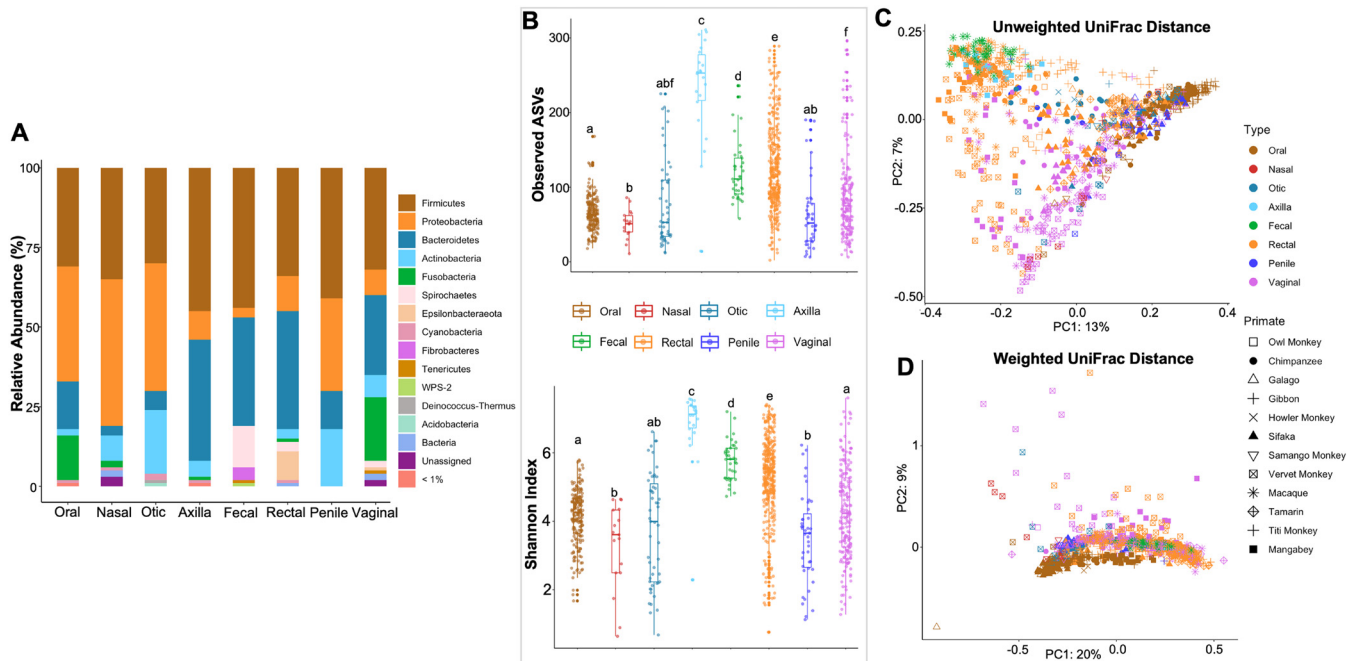 A
Relative Abundance (%)
100
75
50
25
0
Oral Nasal Otic Axilla Fecal Rectal Penile Vaginal
Firmicutes
Proteobacteria
Bacteroidetes
Actinobacteria
Fusobacteria
Spirochaetes
Epsilonbacteraeota
Cyanobacteria
Fibrobacteres
Tenericutes
WPS-2
Deinococcus-Thermus
Acidobacteria
Bacteria
Unassigned
< 1%
B
Observed ASVs
300
200
100
0
a
b
abf
c
d
e
ab
f
Oral Nasal Otic Axilla
Fecal Rectal Penile Vaginal
Shannon Index
6
4
2
a
b
ab
c
d
e
b
a
C
Unweighted UniFrac Distance
PC2: 7%
0.25
0.00
-0.25
-0.50
-0.4 -0.2 0.0 0.2 0.4
PC1: 13%
D
Weighted UniFrac Distance
PC2: 9%
1
0
-0.5 0.0 0.5
PC1: 20%
Type
Oral
Nasal
Otic
Axilla
Fecal
Rectal
Penile
Vaginal
Primate
Owl Monkey
Chimpanzee
Galago
Gibbon
Howler Monkey
Sifaka
Samango Monkey
Vervet Monkey
Macaque
Tamarin
Titi Monkey
Mangabey